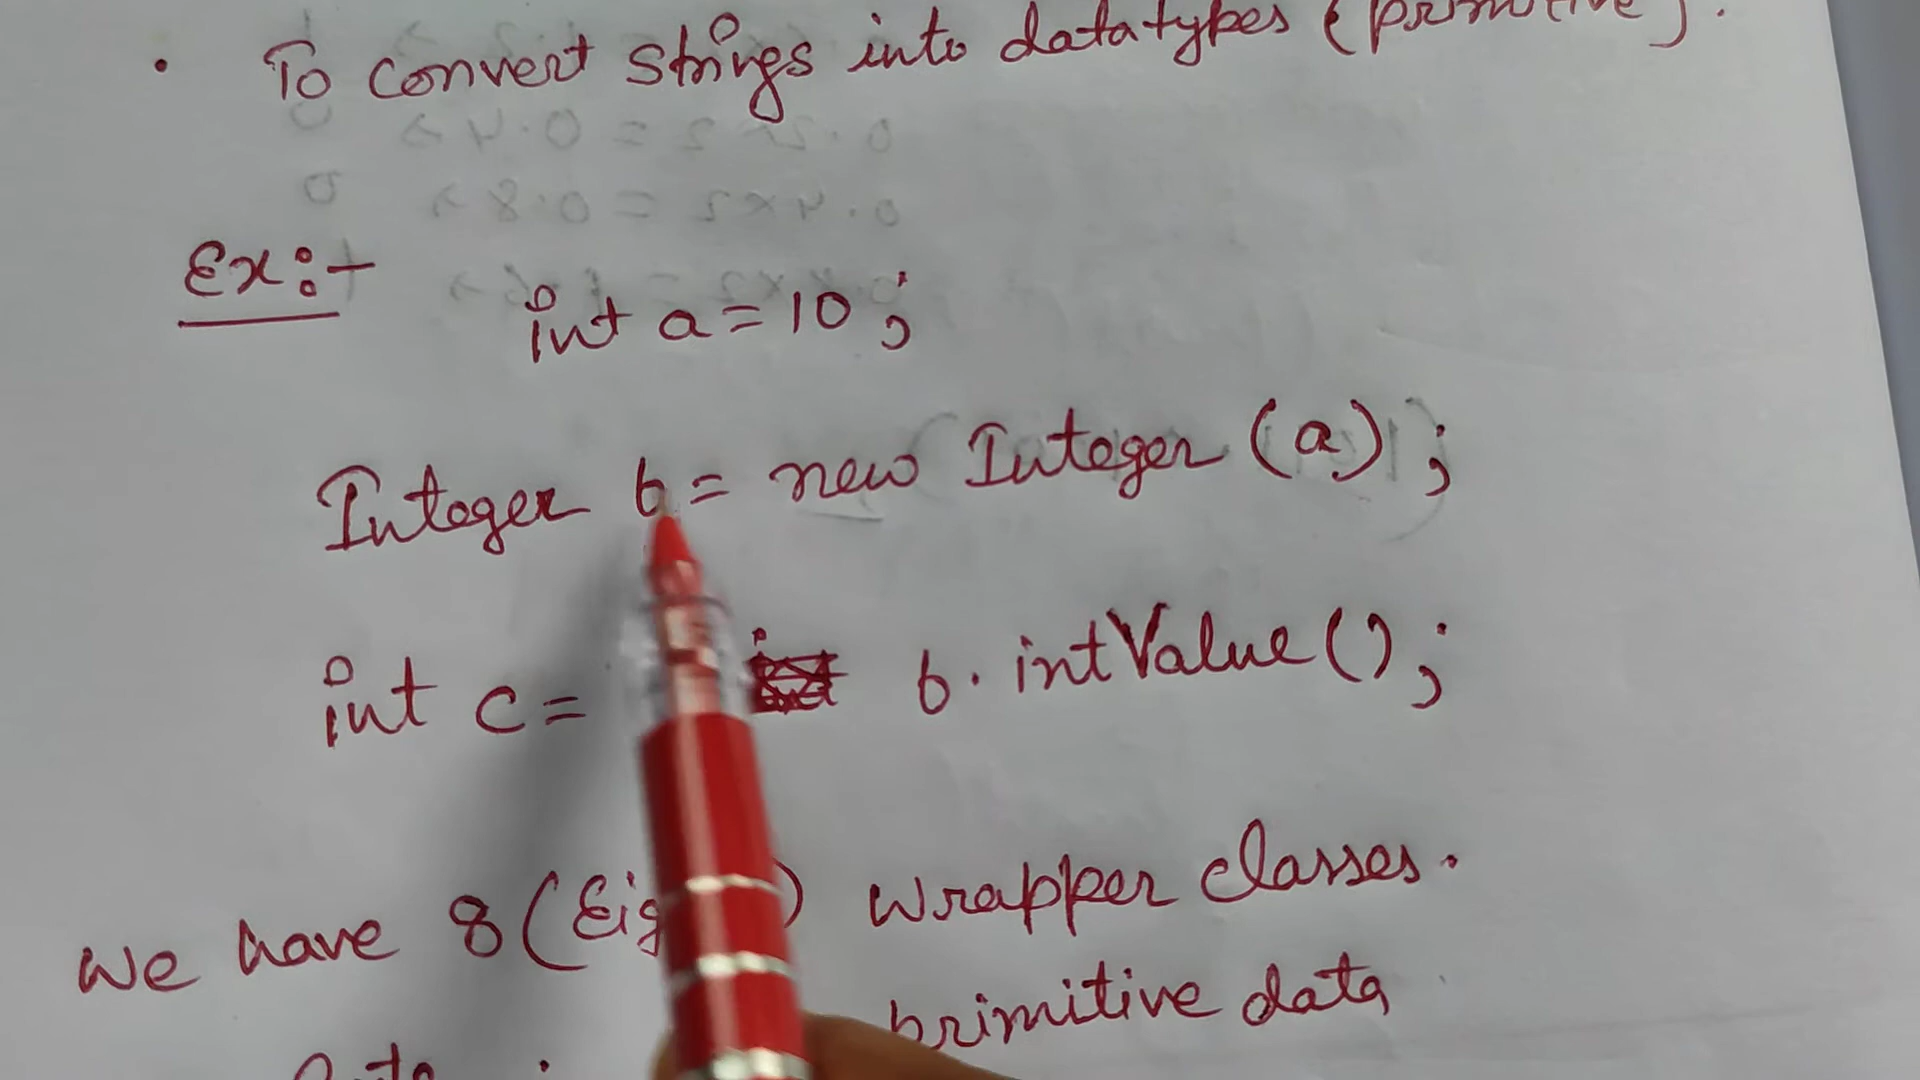 • To convert strings into datatypes (primitive).
Ex:-
int a = 10;
Integer b = new Integer (a);
int c = b. intValue();
We have 8 ( ) wrapper classes.
primitive data